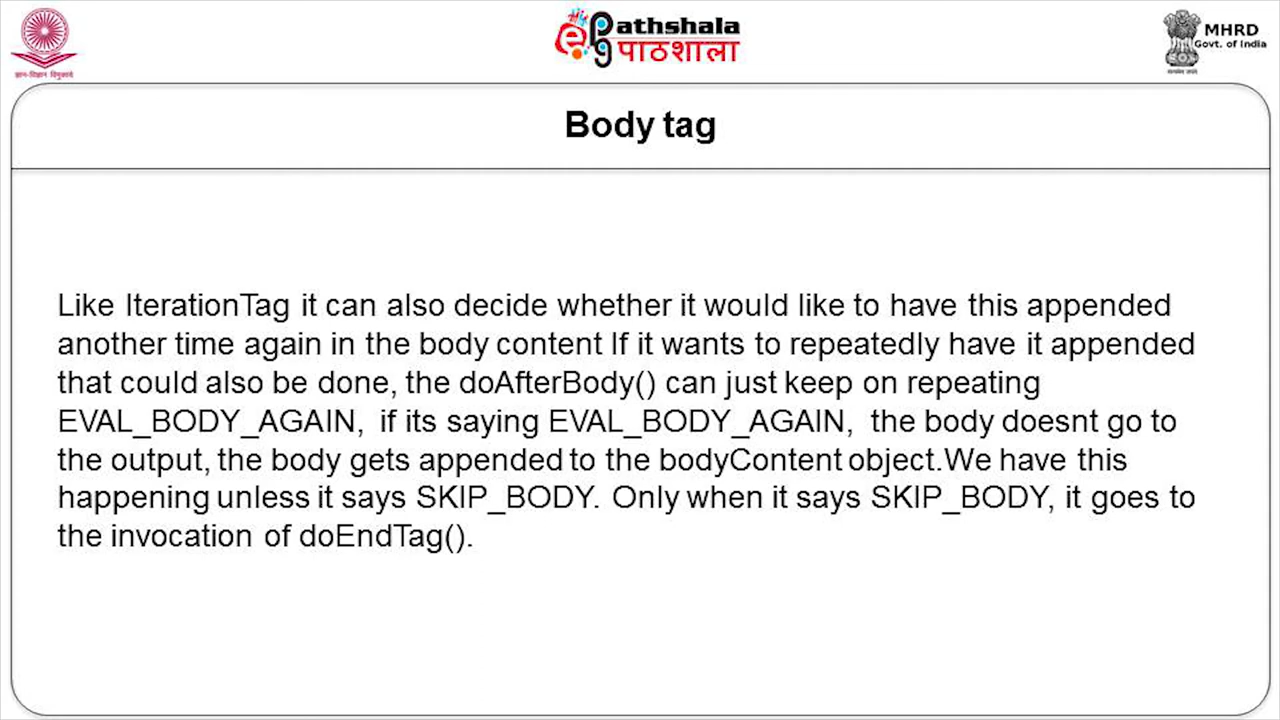 Pathshala
पाठशाला
MHRD
Govt. of India
ज्ञान-विज्ञान विमुक्तये
सत्यमेव जयते
Body tag
Like IterationTag it can also decide whether it would like to have this appended
another time again in the body content If it wants to repeatedly have it appended
that could also be done, the doAfterBody() can just keep on repeating
EVAL_BODY_AGAIN, if its saying EVAL_BODY_AGAIN, the body doesnt go to
the output, the body gets appended to the bodyContent object.We have this
happening unless it says SKIP_BODY. Only when it says SKIP_BODY, it goes to
the invocation of doEndTag().